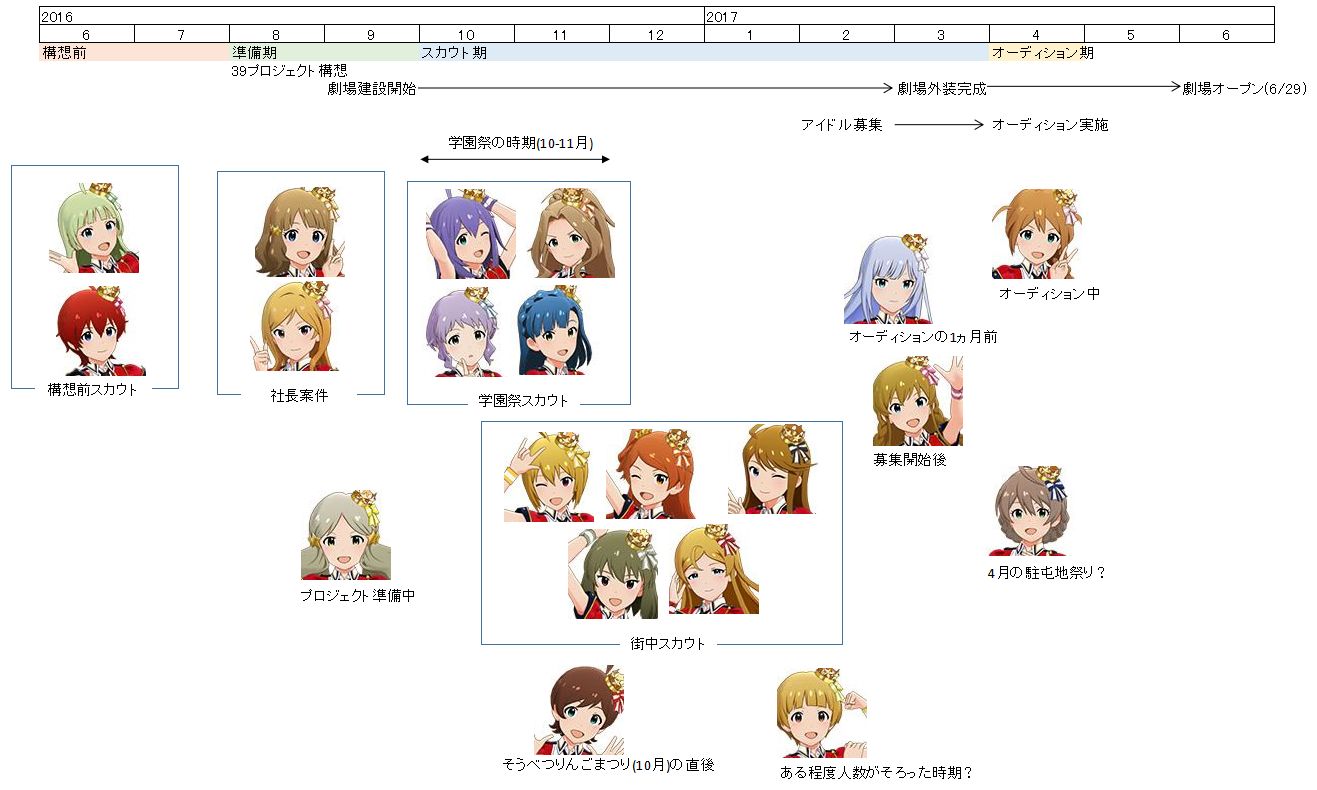 2016
2017
6 7 8 9 10 11 12 1 2 3 4 5 6
構想前
準備期
スカウト期
オーディション期
39プロジェクト構想
劇場建設開始
劇場外装完成
劇場オープン(6/29)
アイドル募集
オーディション実施
学園祭の時期(10-11月)
オーディション中
オーディションの1ヵ月前
構想前スカウト
社長案件
学園祭スカウト
募集開始後
4月の駐屯地祭り？
プロジェクト準備中
街中スカウト
そうべつりんごまつり(10月)の直後
ある程度人数がそろった時期？